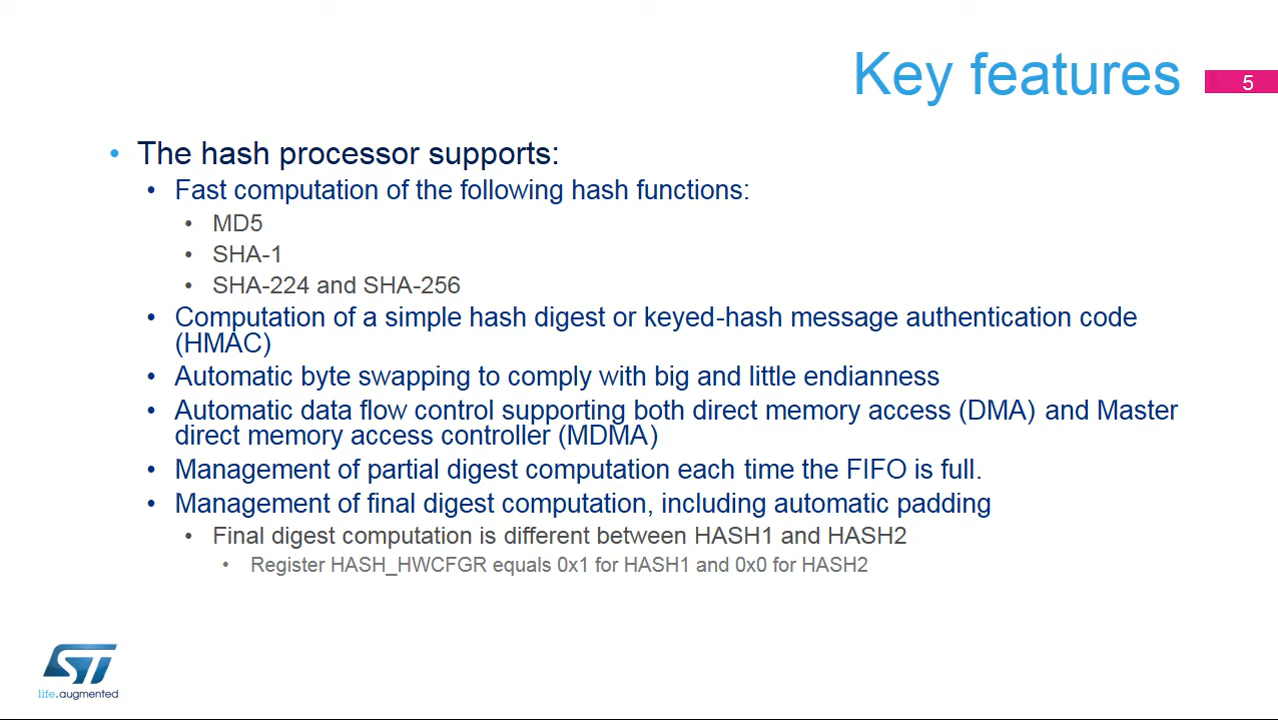 Key features
5
• The hash processor supports:
• Fast computation of the following hash functions:
• MD5
• SHA-1
• SHA-224 and SHA-256
• Computation of a simple hash digest or keyed-hash message authentication code
(HMAC)
• Automatic byte swapping to comply with big and little endianness
• Automatic data flow control supporting both direct memory access (DMA) and Master
direct memory access controller (MDMA)
• Management of partial digest computation each time the FIFO is full.
• Management of final digest computation, including automatic padding
• Final digest computation is different between HASH1 and HASH2
• Register HASH_HWCFGR equals 0x1 for HASH1 and 0x0 for HASH2
ST
life.augmented